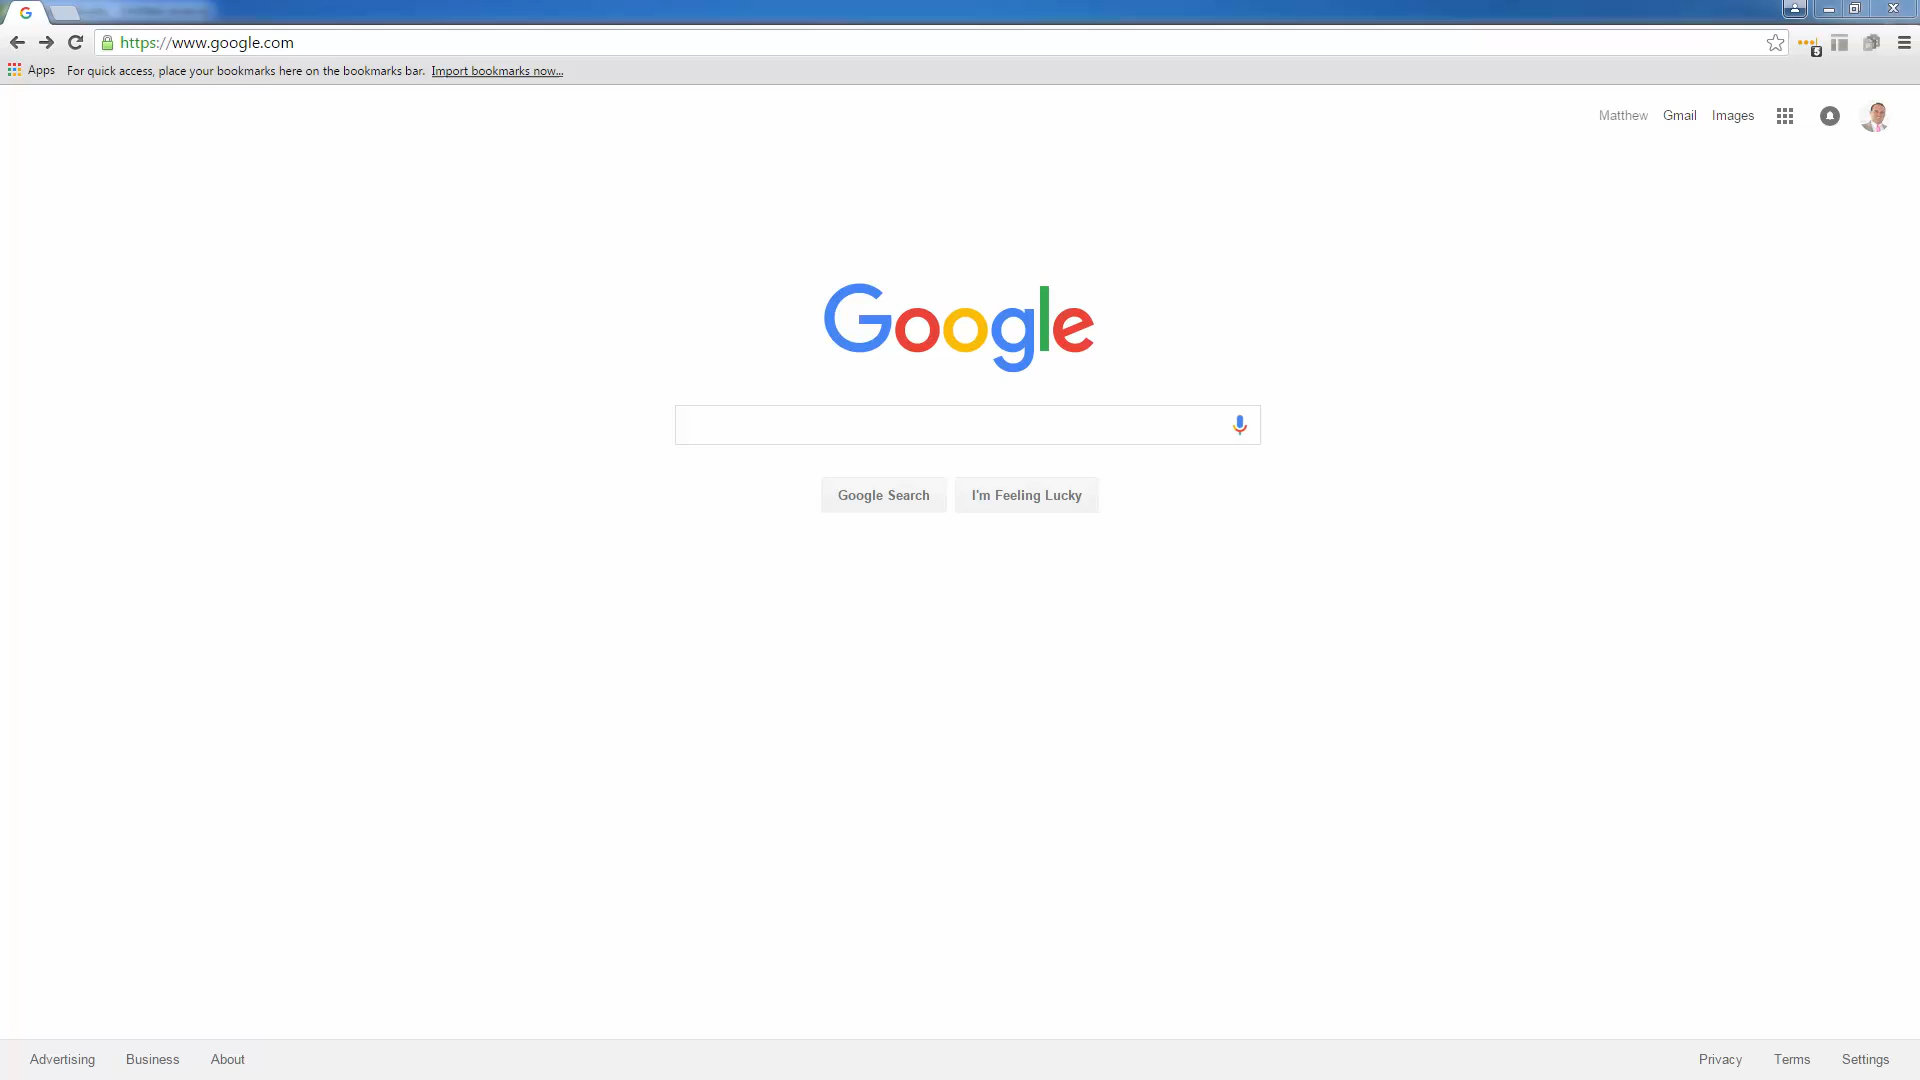 https://www.google.com
Apps For quick access, place your bookmarks here on the bookmarks bar. Import bookmarks now...
Matthew Gmail Images
Google
Google Search I'm Feeling Lucky
Advertising Business About Privacy Terms Settings